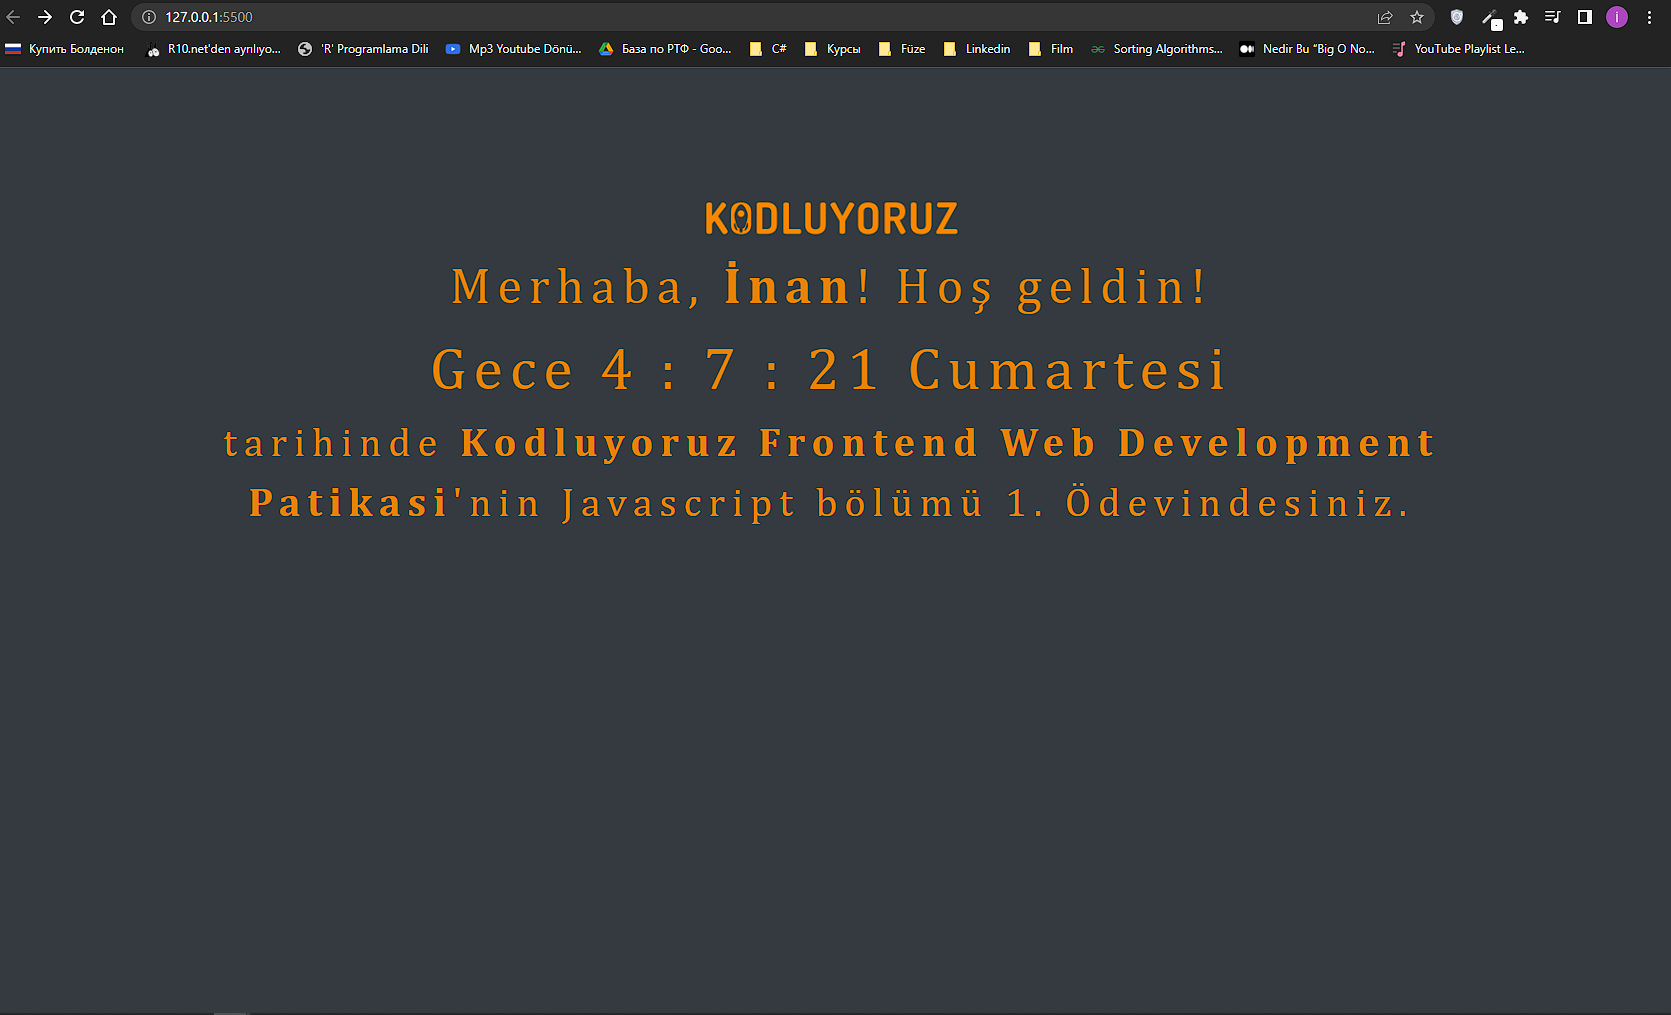 127.0.0.1:5500
Купить Болденон R10.net'den ayrılıyo... 'R' Programlama Dili Mp3 Youtube Dönü... База по РТФ - Goo... C# Курсы Füze Linkedin Film Sorting Algorithms... Nedir Bu “Big O No... YouTube Playlist Le...
KODLUYORUZ
Merhaba, İnan! Hoş geldin!
Gece 4 : 7 : 21 Cumartesi
tarihinde Kodluyoruz Frontend Web Development
Patikasi'nin Javascript bölümü 1. Ödevindesiniz.